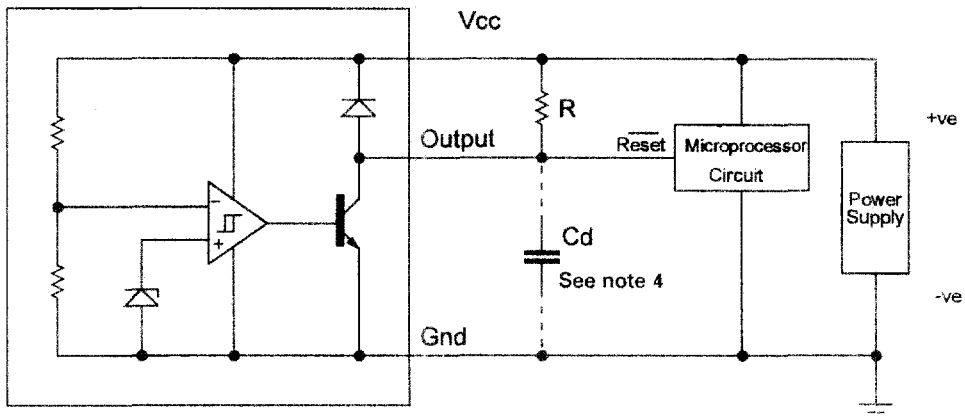 Vcc
R
+ve
Output
Reset
Microprocessor
Circuit
Power
Supply
-
+
Cd
See note 4
-ve
Gnd